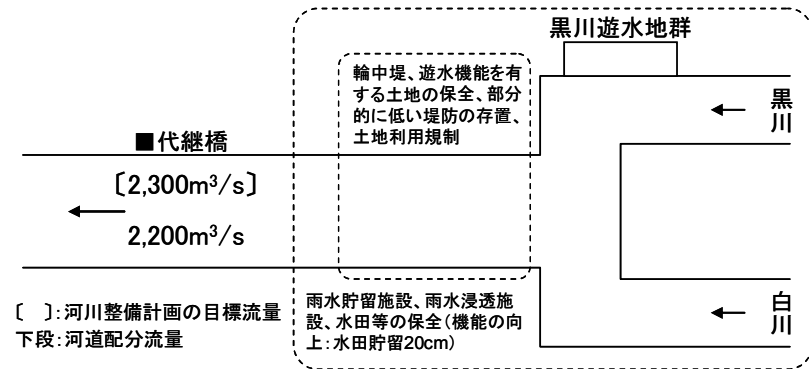 黒川遊水地群
輪中堤、遊水機能を有
する土地の保全、部分
的に低い堤防の存置、
土地利用規制
黒川
■代継橋
〔2,300m³/s〕
2,200m³/s
〔　〕:河川整備計画の目標流量
下段:河道配分流量
雨水貯留施設、雨水浸透施
設、水田等の保全(機能の向
上:水田貯留20cm)
白川